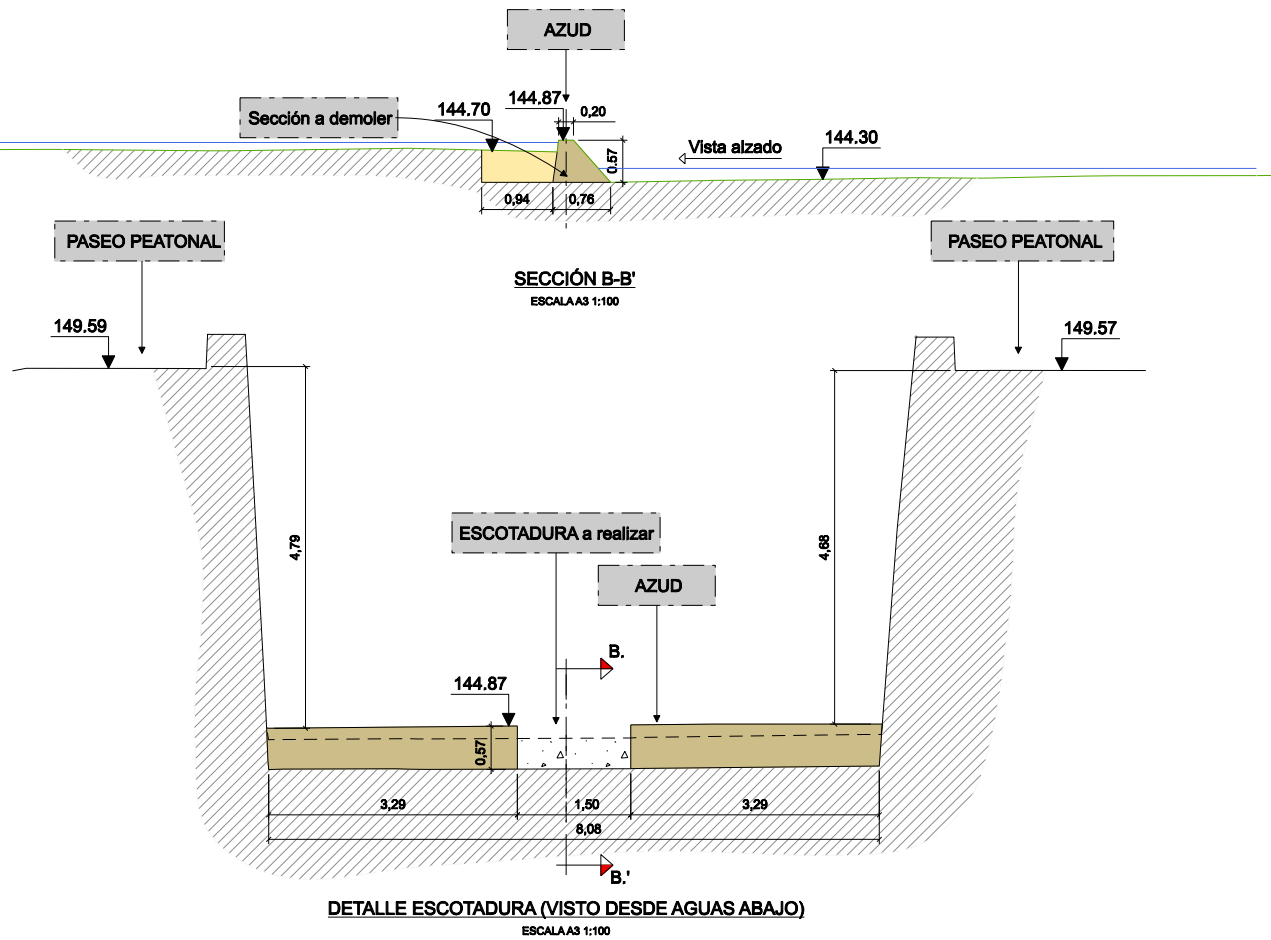 AZUD
Sección a demoler
144.70
144.87
0,20
0.57
Vista alzado
144.30
0,94
0,76
PASEO PEATONAL
PASEO PEATONAL
SECCIÓN B-B'
ESCALA A3 1:100
149.59
149.57
4,79
4,68
ESCOTADURA a realizar
AZUD
B.
144.87
0,57
3,29
1,50
3,29
8,08
B.'
DETALLE ESCOTADURA (VISTO DESDE AGUAS ABAJO)
ESCALA A3 1:100